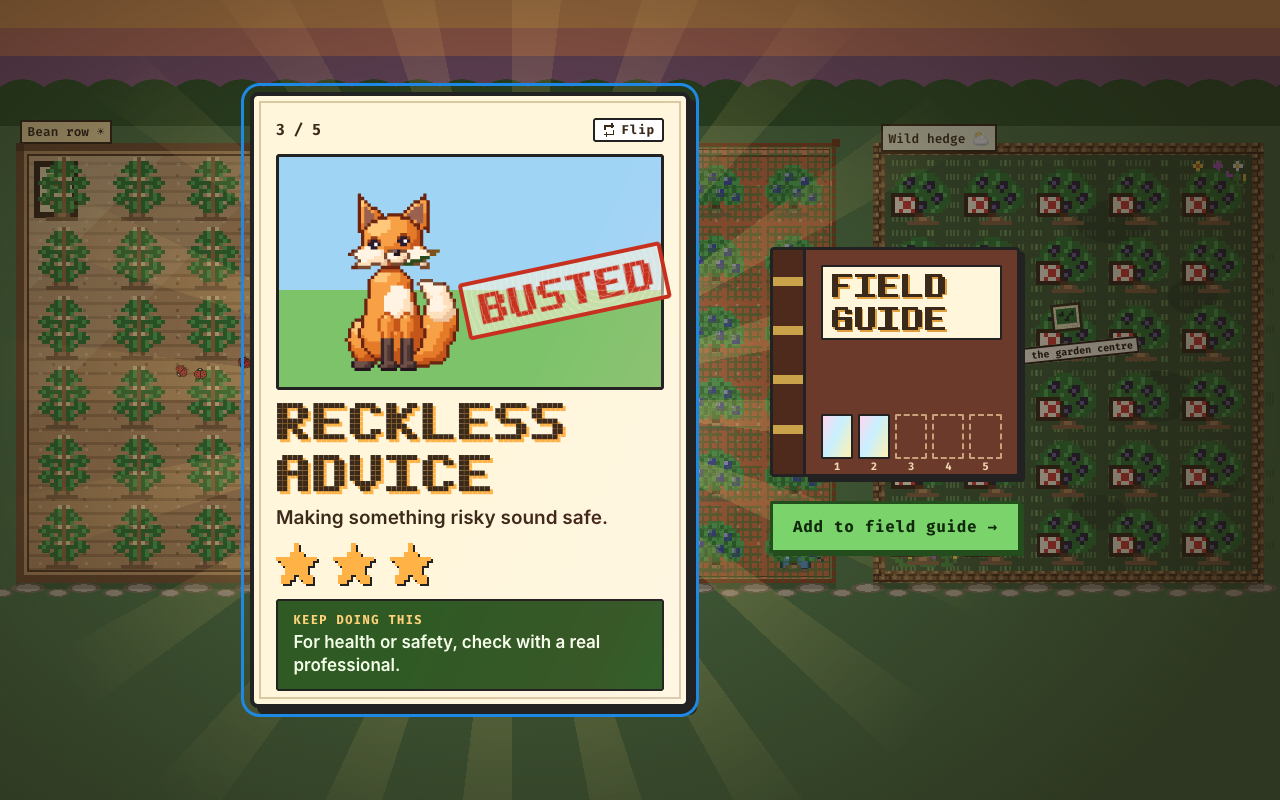 Bean row ☀
3 / 5
Flip
BUSTED
RECKLESS
ADVICE
Making something risky sound safe.
KEEP DOING THIS
For health or safety, check with a real
professional.
Wild hedge ⛅
FIELD
GUIDE
the garden centre
1 2 3 4 5
Add to field guide →